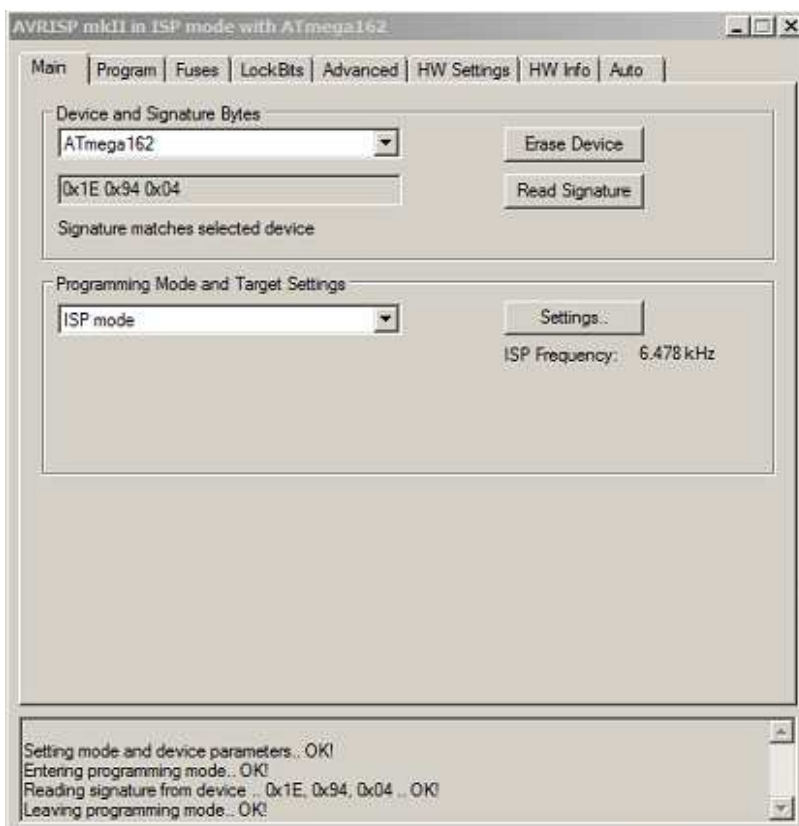 AVRISP mkII in ISP mode with ATmega162
Main Program Fuses LockBits Advanced HW Settings HW Info Auto
Device and Signature Bytes
ATmega162 Erase Device
0x1E 0x94 0x04 Read Signature
Signature matches selected device
Programming Mode and Target Settings
ISP mode Settings..
ISP Frequency: 6.478 kHz
Setting mode and device parameters.. OK!
Entering programming mode.. OK!
Reading signature from device .. 0x1E, 0x94, 0x04 .. OK!
Leaving programming mode.. OK!